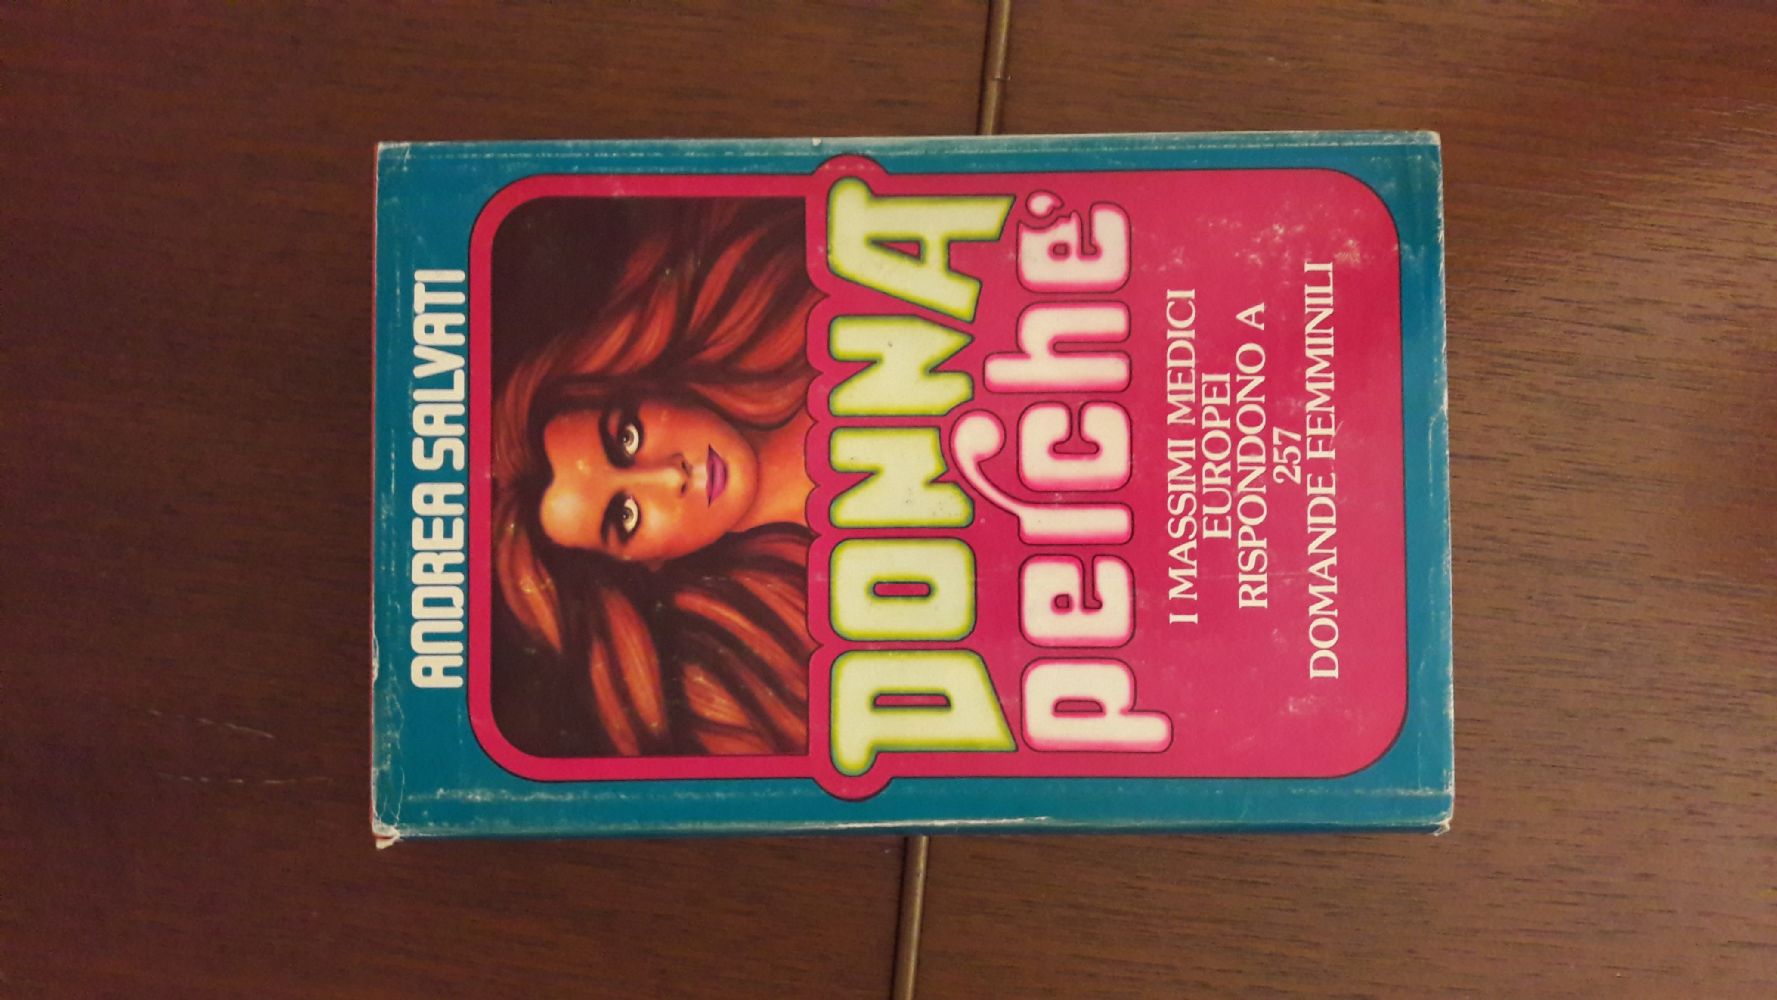 ANDREA SALVATI
DONNA
perché
I MASSIMI MEDICI
EUROPEI
RISPONDONO A
257
DOMANDE FEMMINILI